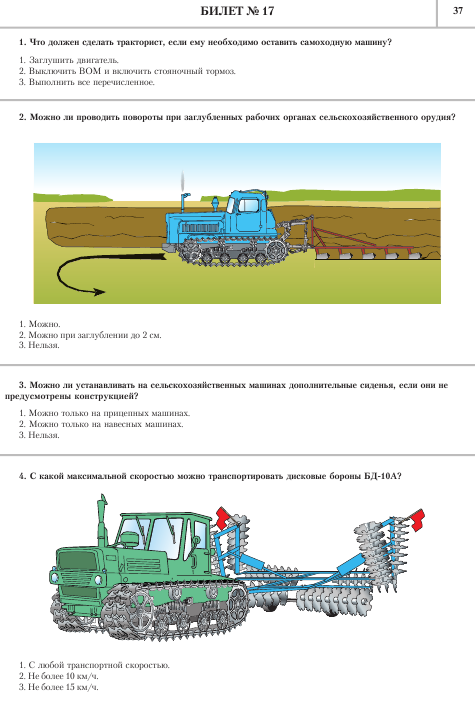 БИЛЕТ № 17
37
1. Что должен сделать тракторист, если ему необходимо оставить самоходную машину?
1. Заглушить двигатель.
2. Выключить ВОМ и включить стояночный тормоз.
3. Выполнить все перечисленное.
2. Можно ли проводить повороты при заглубленных рабочих органах сельскохозяйственного орудия?
1. Можно.
2. Можно при заглублении до 2 см.
3. Нельзя.
3. Можно ли устанавливать на сельскохозяйственных машинах дополнительные сиденья, если они не
предусмотрены конструкцией?
1. Можно только на прицепных машинах.
2. Можно только на навесных машинах.
3. Нельзя.
4. С какой максимальной скоростью можно транспортировать дисковые бороны БД-10А?
1. С любой транспортной скоростью.
2. Не более 10 км/ч.
3. Не более 15 км/ч.